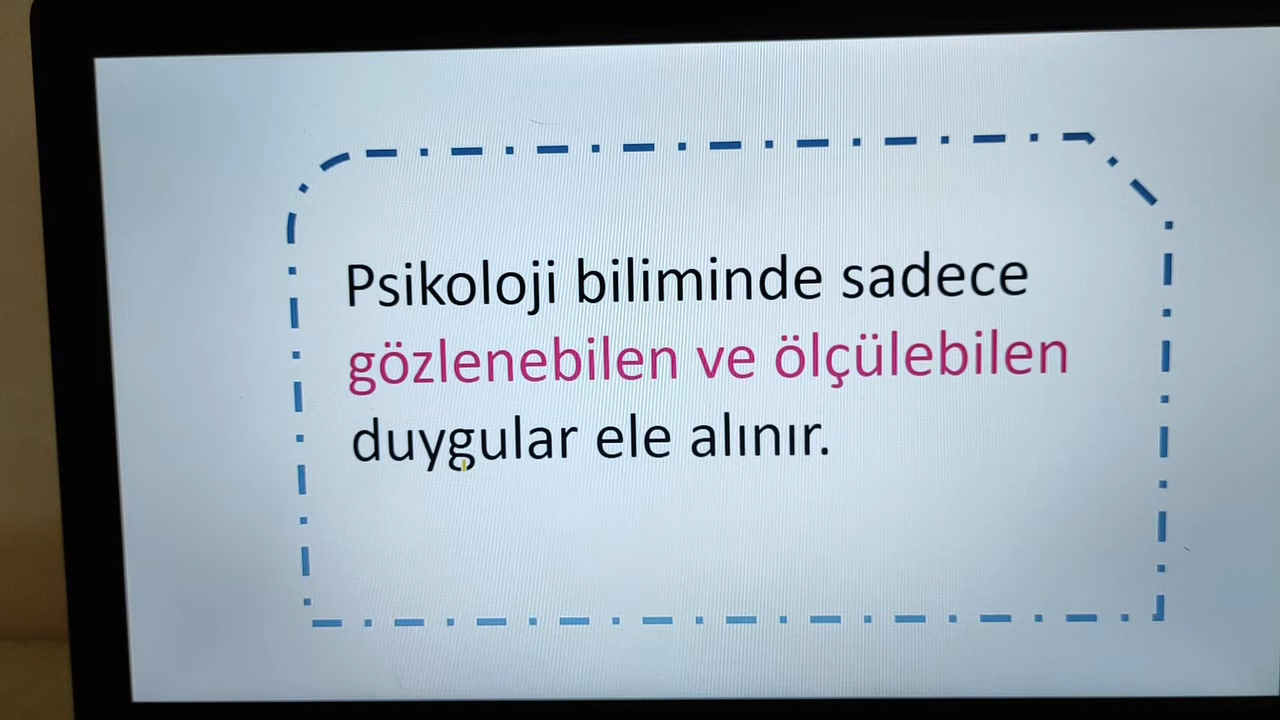 Psikoloji biliminde sadece
gözlenebilen ve ölçülebilen
duygular ele alınır.